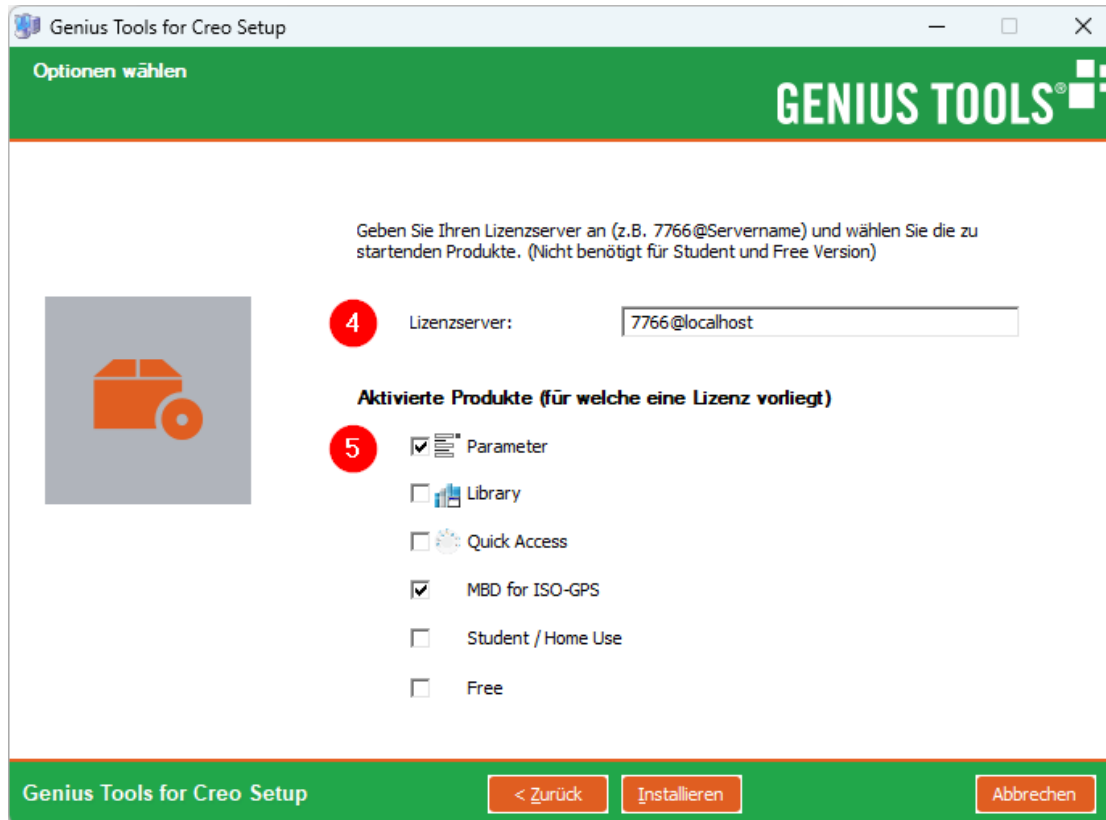 Genius Tools for Creo Setup
Optionen wählen
GENIUS TOOLS®
Geben Sie Ihren Lizenzserver an (z.B. 7766@Servername) und wählen Sie die zu
startenden Produkte. (Nicht benötigt für Student und Free Version)
4 Lizenzserver: 7766@localhost
Aktivierte Produkte (für welche eine Lizenz vorliegt)
5 Parameter
Library
Quick Access
MBD for ISO-GPS
Student / Home Use
Free
Genius Tools for Creo Setup < Zurück Installieren Abbrechen